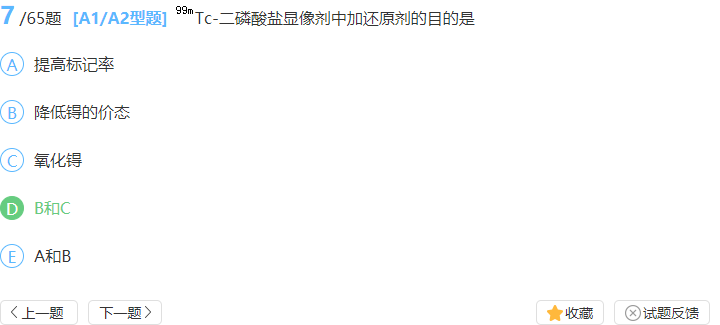 7 /65题 [A1/A2型题] 99mTc-二磷酸盐显像剂中加还原剂的目的是
A 提高标记率
B 降低锝的价态
C 氧化锝
D B和C
E A和B
上一题 下一题 收藏 试题反馈